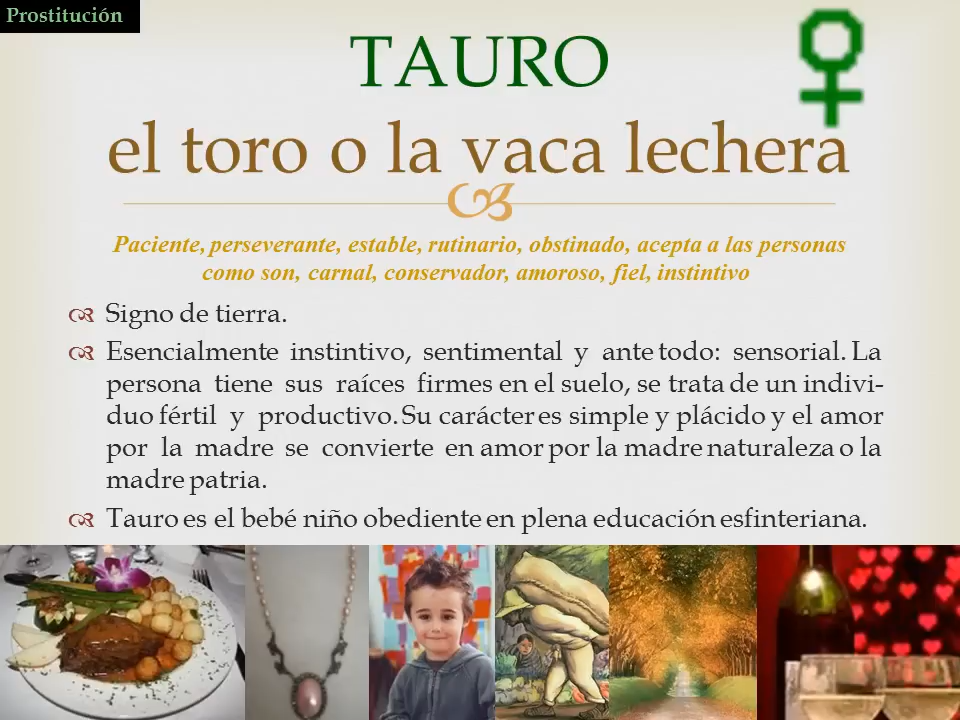 Prostitución
TAURO
el toro o la vaca lechera
Paciente, perseverante, estable, rutinario, obstinado, acepta a las personas
como son, carnal, conservador, amoroso, fiel, instintivo
Signo de tierra.
Esencialmente instintivo, sentimental y ante todo: sensorial. La
persona tiene sus raíces firmes en el suelo, se trata de un indivi-
duo fértil y productivo. Su carácter es simple y plácido y el amor
por la madre se convierte en amor por la madre naturaleza o la
madre patria.
Tauro es el bebé niño obediente en plena educación esfinteriana.